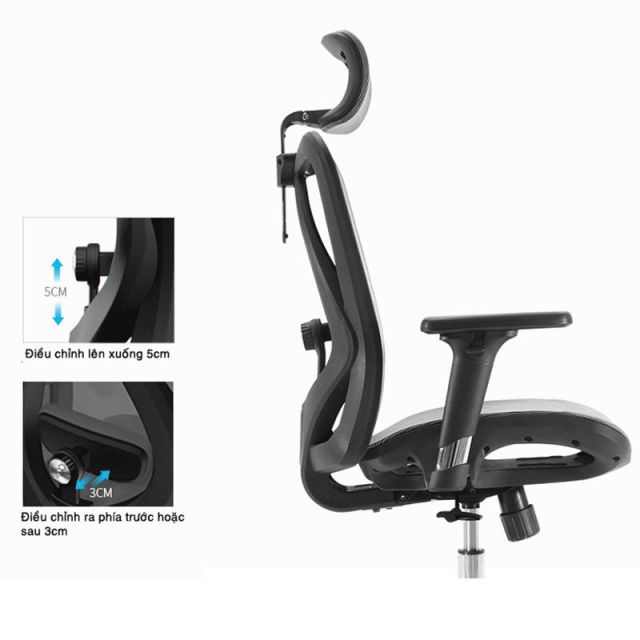 5CM
Điều chỉnh lên xuống 5cm
3CM
Điều chỉnh ra phía trước hoặc
sau 3cm